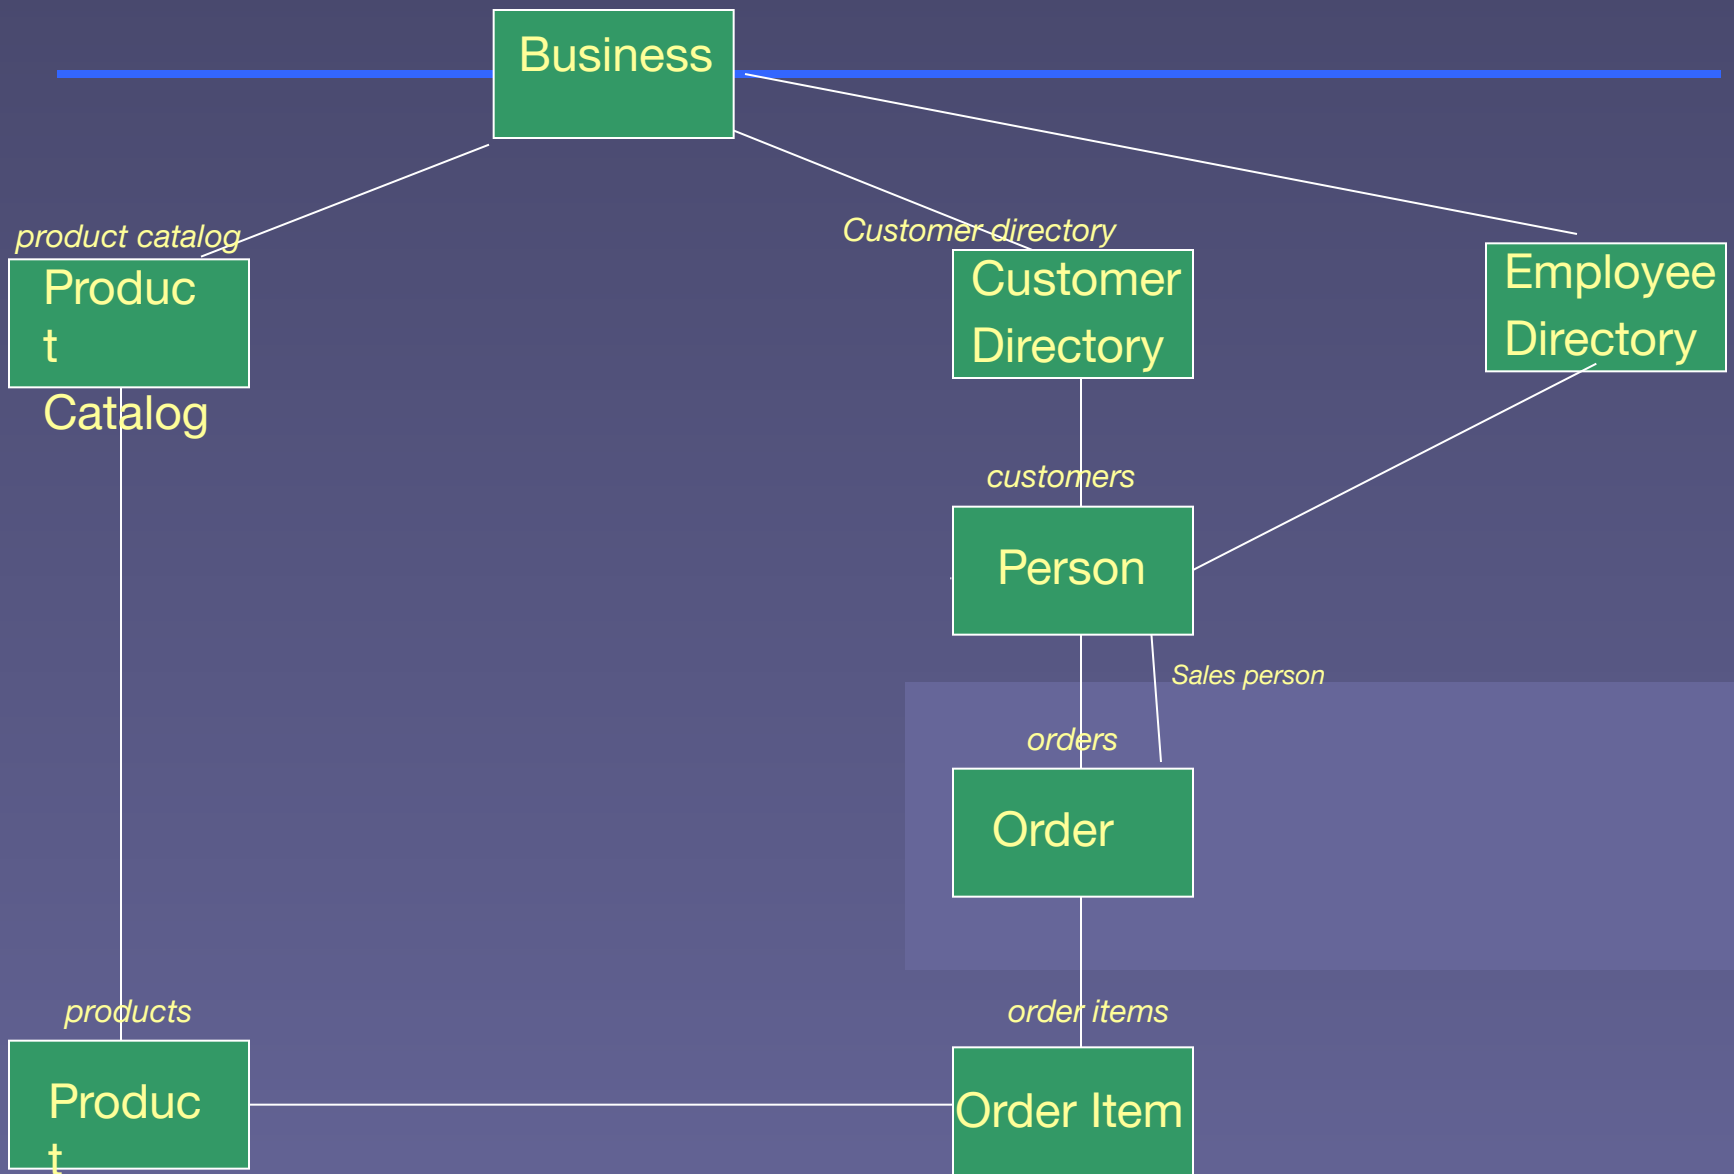 Business
product catalog
Customer directory
Produc
t
Catalog
Customer
Directory
Employee
Directory
customers
Person
Sales person
orders
Order
products
order items
Produc
t
Order Item